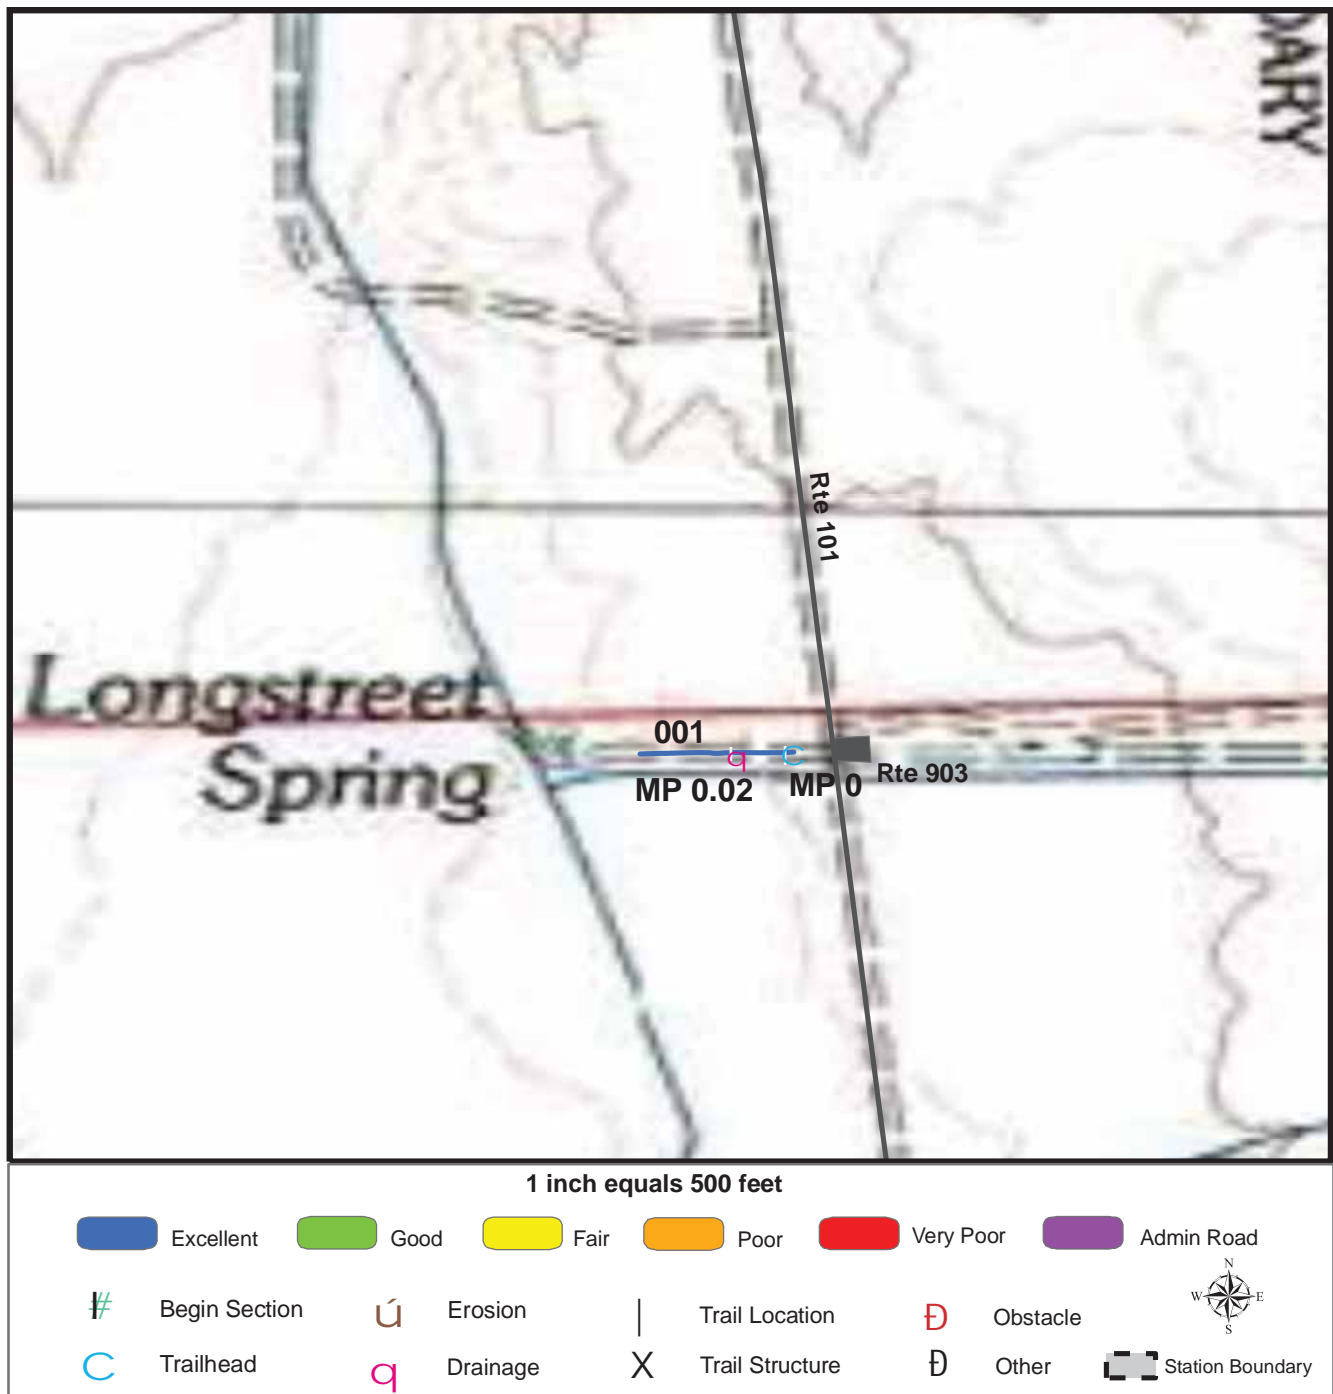 DARY
Rte 101
Longstreet
Spring
001
MP 0.02
MP 0
Rte 903
1 inch equals 500 feet
Excellent
Good
Fair
Poor
Very Poor
Admin Road
# Begin Section
ú Erosion
| Trail Location
Đ Obstacle
N
W E
S
C Trailhead
q Drainage
X Trail Structure
Đ Other
Station Boundary
q
C